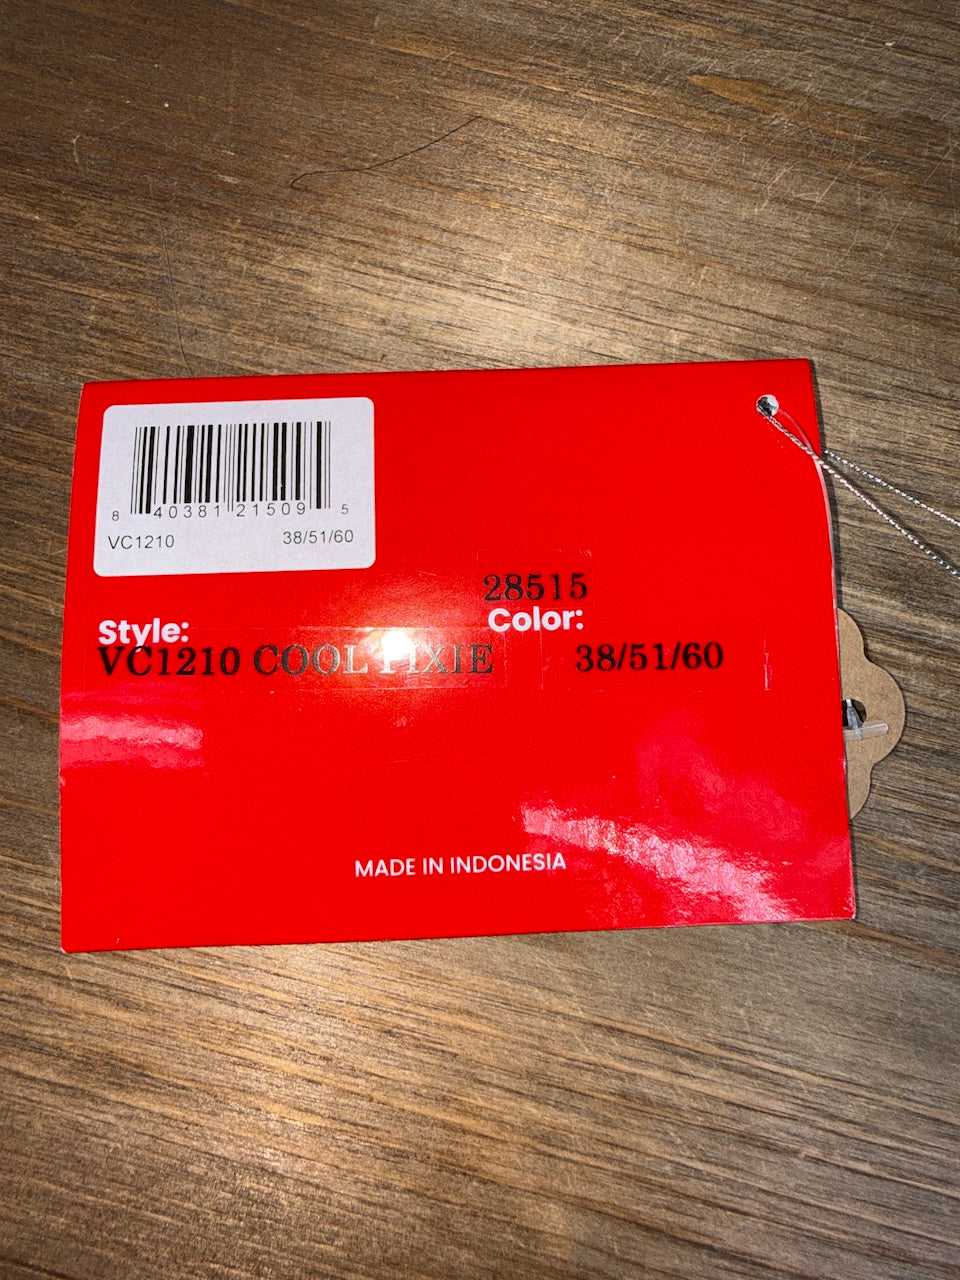 8 40381 21509 5
VC1210 38/51/60
28515
Style: Color:
VC1210 COOL PIXIE 38/51/60
MADE IN INDONESIA